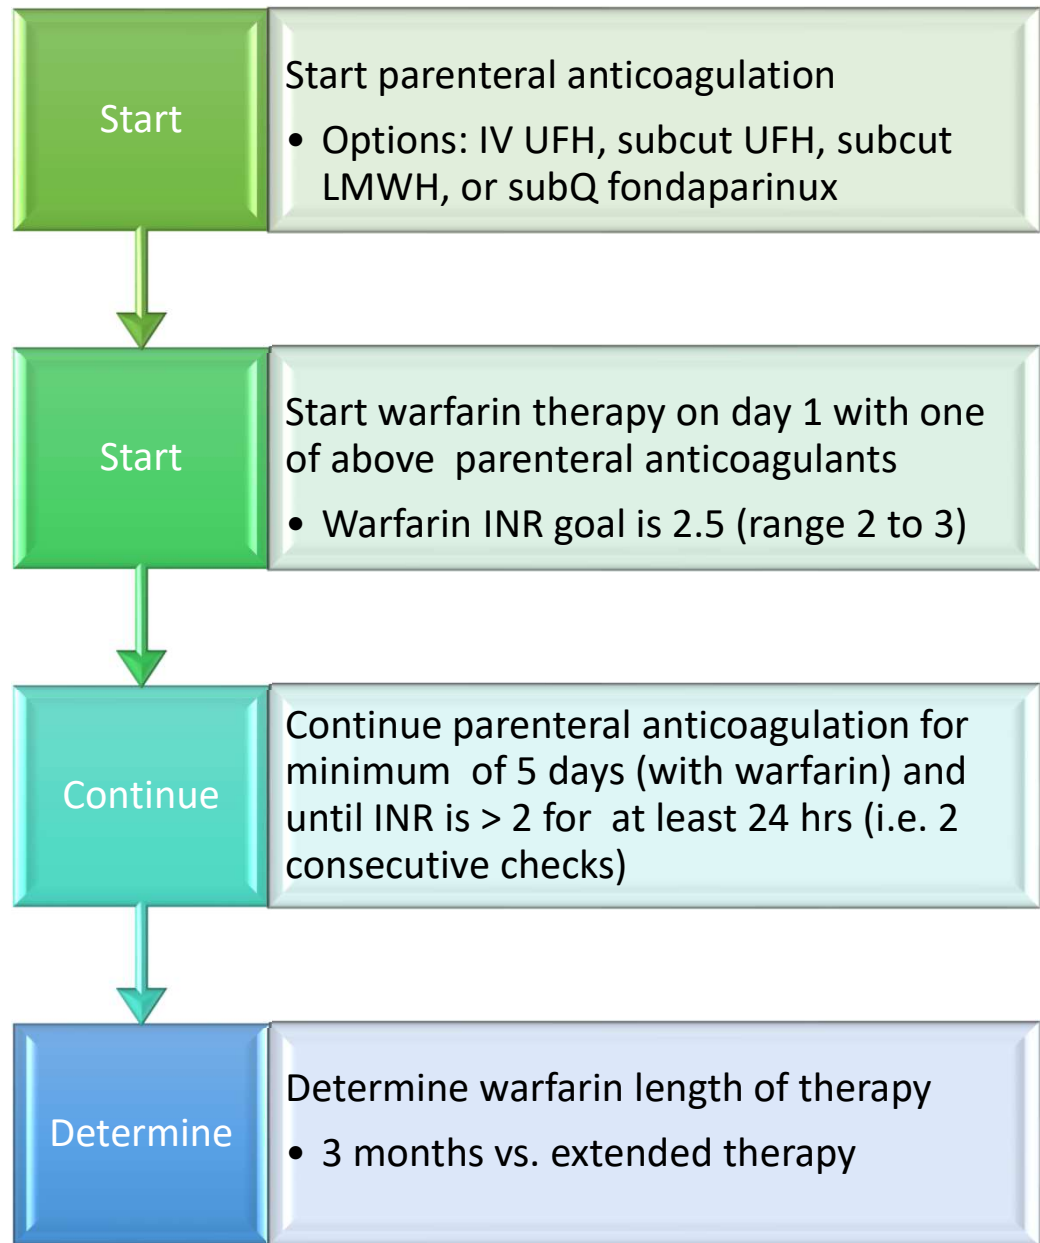 Start
Start parenteral anticoagulation
• Options: IV UFH, subcut UFH, subcut
LMWH, or subQ fondaparinux
Start
Start warfarin therapy on day 1 with one
of above  parenteral anticoagulants
• Warfarin INR goal is 2.5 (range 2 to 3)
Continue
Continue parenteral anticoagulation for
minimum  of 5 days (with warfarin) and
until INR is > 2 for  at least 24 hrs (i.e. 2
consecutive checks)
Determine
Determine warfarin length of therapy
• 3 months vs. extended therapy